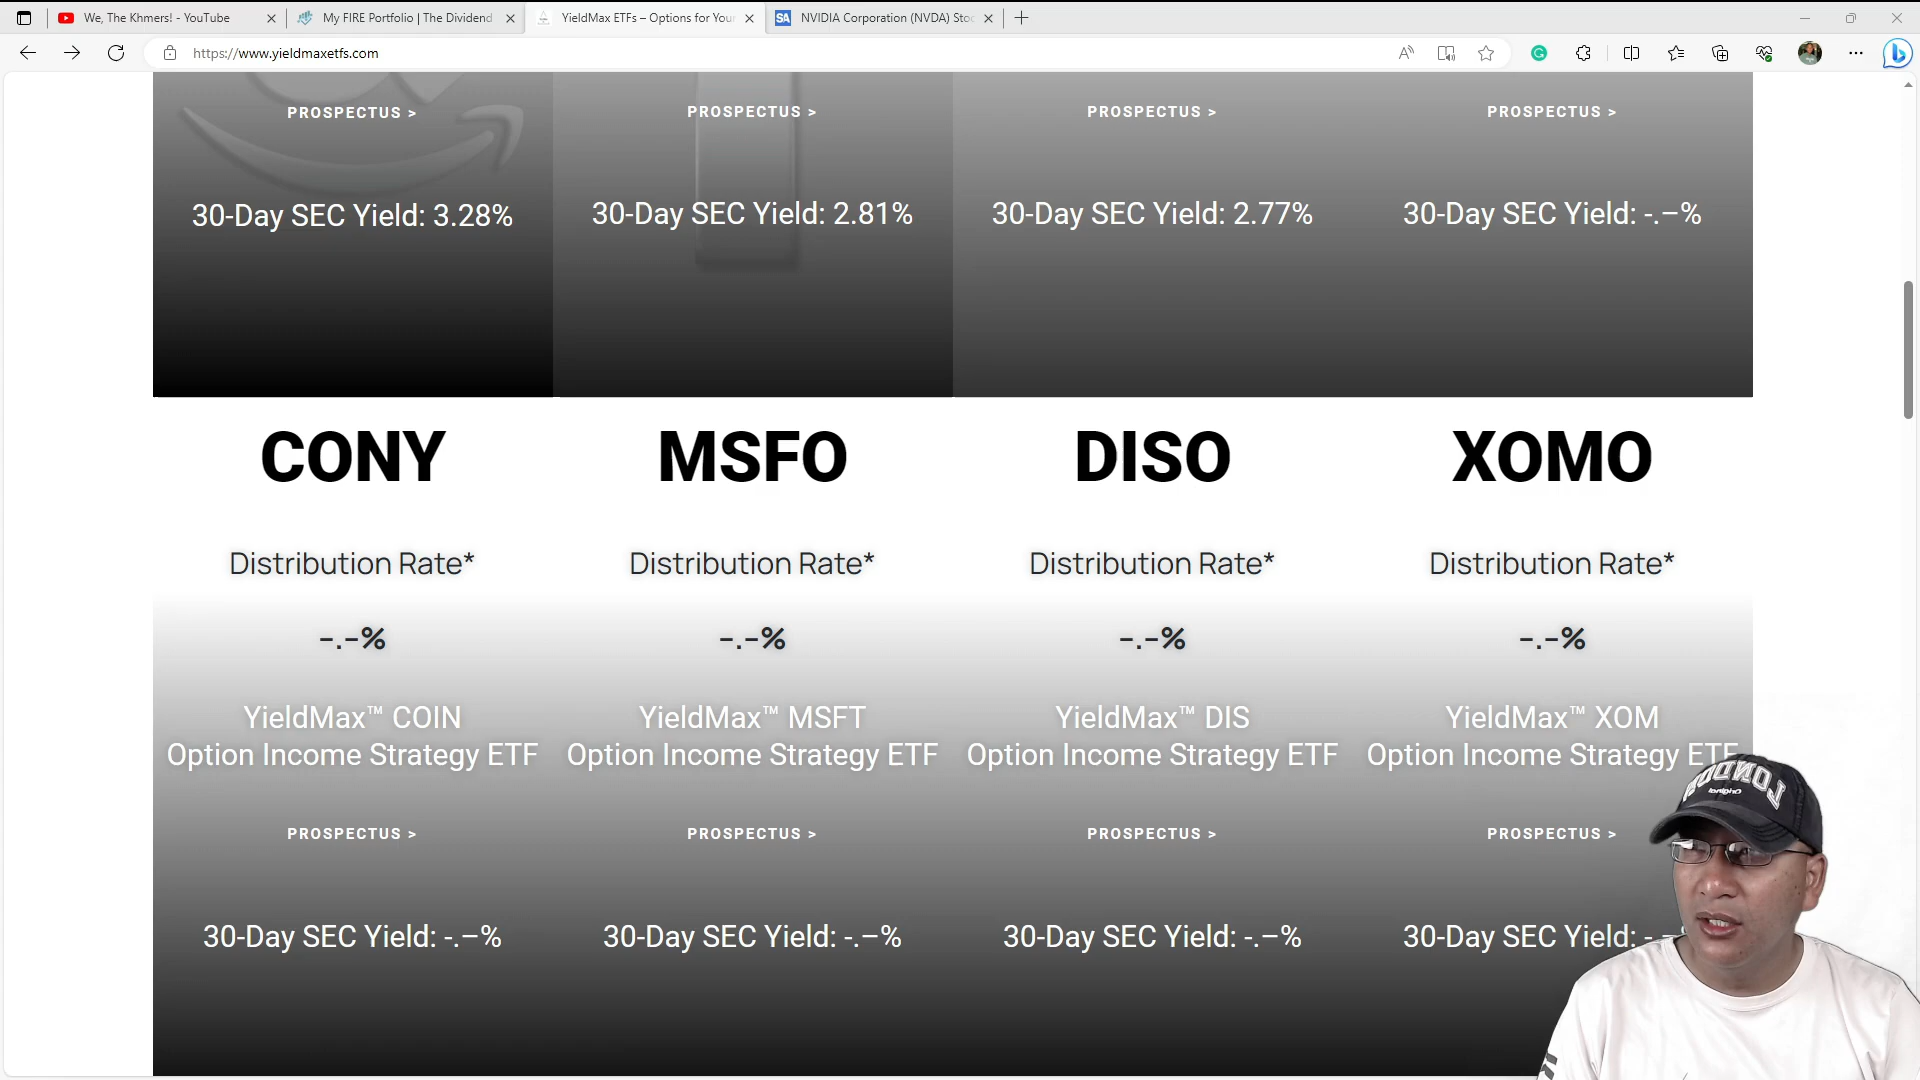 We, The Khmers! - YouTube
My FIRE Portfolio | The Dividend
YieldMax ETFs – Options for Your
SA
NVIDIA Corporation (NVDA) Sto
https://www.yieldmaxetfs.com
PROSPECTUS > PROSPECTUS > PROSPECTUS > PROSPECTUS >
30-Day SEC Yield: 3.28% 30-Day SEC Yield: 2.81% 30-Day SEC Yield: 2.77% 30-Day SEC Yield: -.–%
CONY MSFO DISO XOMO
Distribution Rate* Distribution Rate* Distribution Rate* Distribution Rate*
–.–% –.–% –.–% –.–%
YieldMax™ COIN YieldMax™ MSFT YieldMax™ DIS YieldMax™ XOM
Option Income Strategy ETF Option Income Strategy ETF Option Income Strategy ETF Option Income Strategy ETF
PROSPECTUS > PROSPECTUS > PROSPECTUS > PROSPECTUS >
30-Day SEC Yield: -.–% 30-Day SEC Yield: -.–% 30-Day SEC Yield: -.–% 30-Day SEC Yield: -.–
LONDON